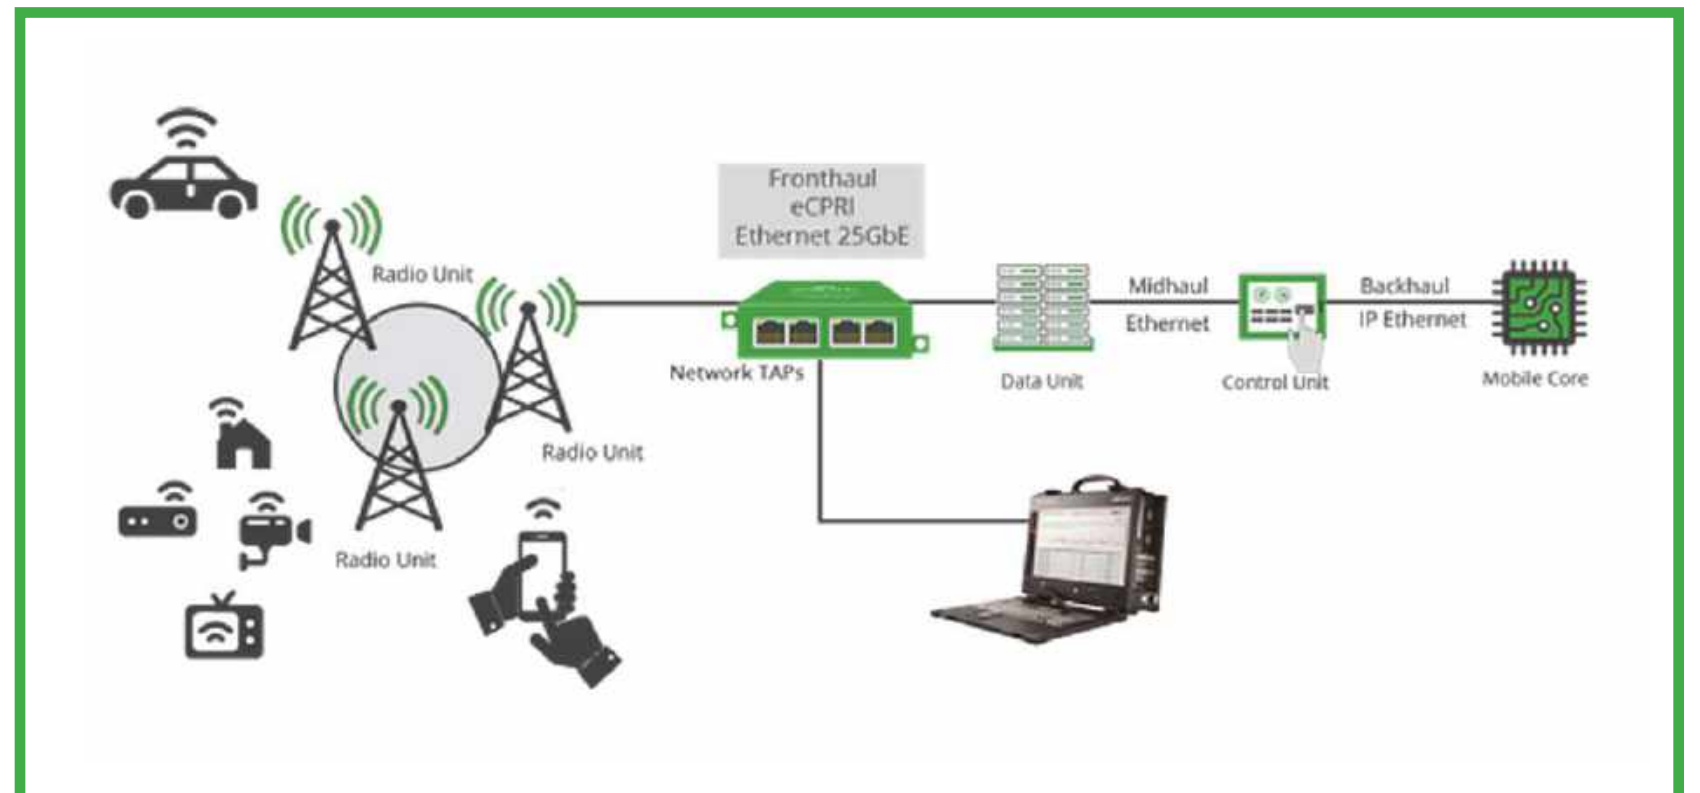 Fronthaul
eCPRI
Ethernet 25GbE
Radio Unit
Midhaul
Ethernet
Backhaul
IP Ethernet
Network TAPs
Data Unit
Control Unit
Mobile Core
Radio Unit
Radio Unit